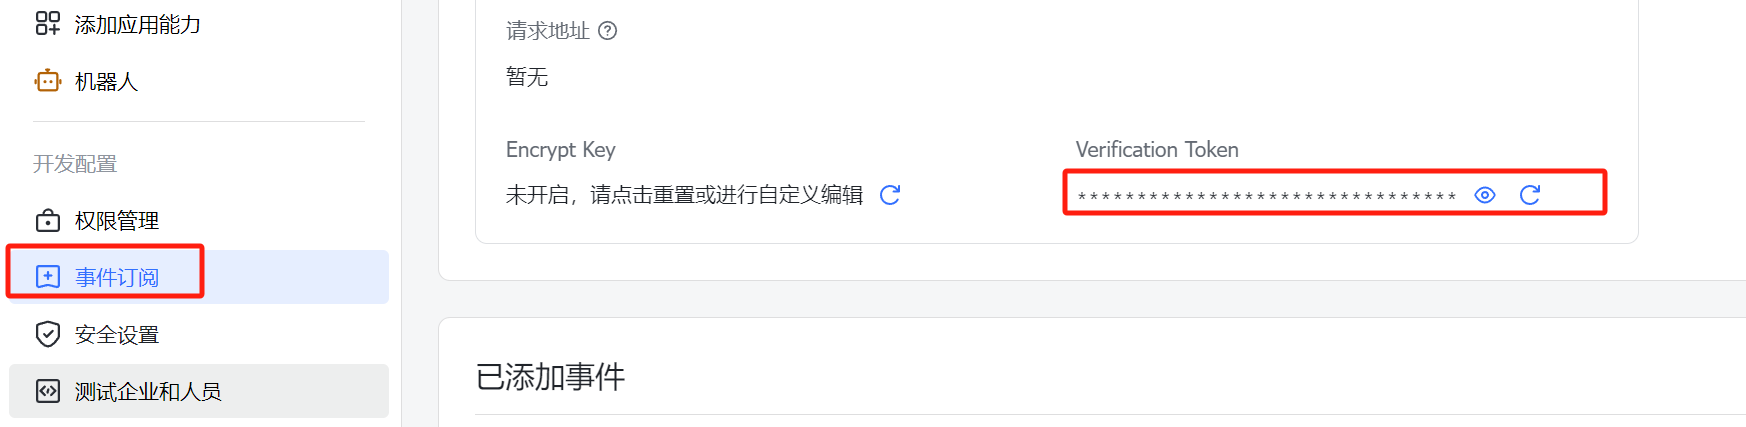 添加应用能力
机器人
开发配置
权限管理
事件订阅
安全设置
测试企业和人员
请求地址
暂无
Encrypt Key
未开启，请点击重置或进行自定义编辑
Verification Token
********************************
已添加事件